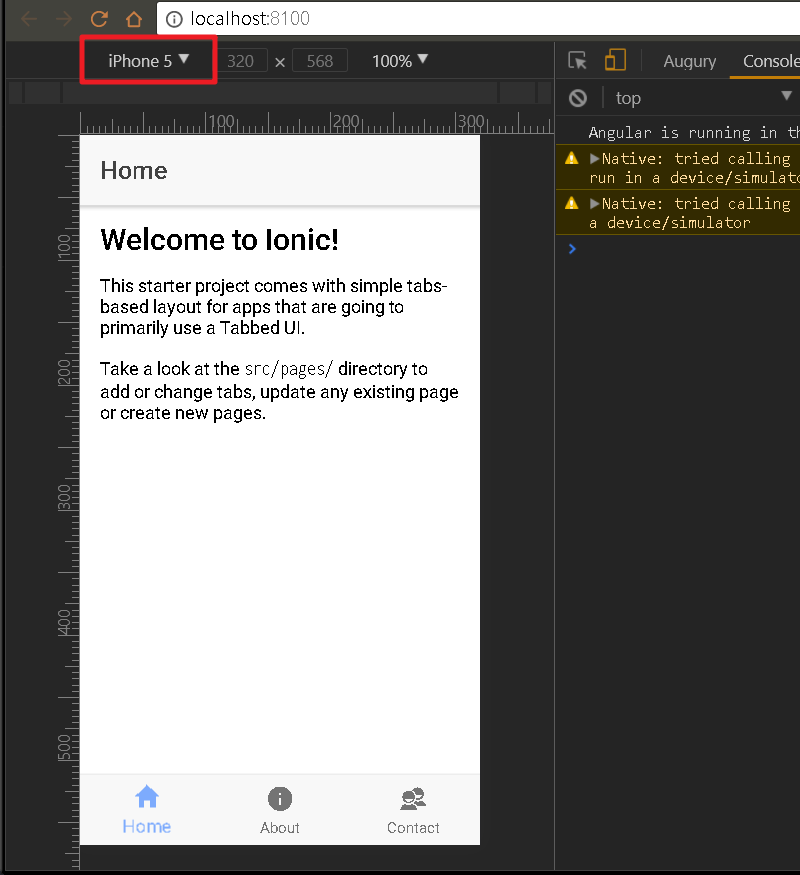 localhost:8100
iPhone 5 ▼ 320 × 568 100% ▼
Augury Console
top ▼
100 200 300
Angular is running in th
▶Native: tried calling
run in a device/simulato
▶Native: tried calling
a device/simulator
Home
Welcome to Ionic!
This starter project comes with simple tabs-
based layout for apps that are going to
primarily use a Tabbed UI.
Take a look at the src/pages/ directory to
add or change tabs, update any existing page
or create new pages.
100
200
300
400
500
Home About Contact